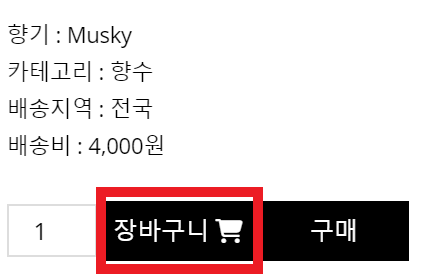 향기 : Musky
카테고리 : 향수
배송지역 : 전국
배송비 : 4,000원
1 장바구니 구매